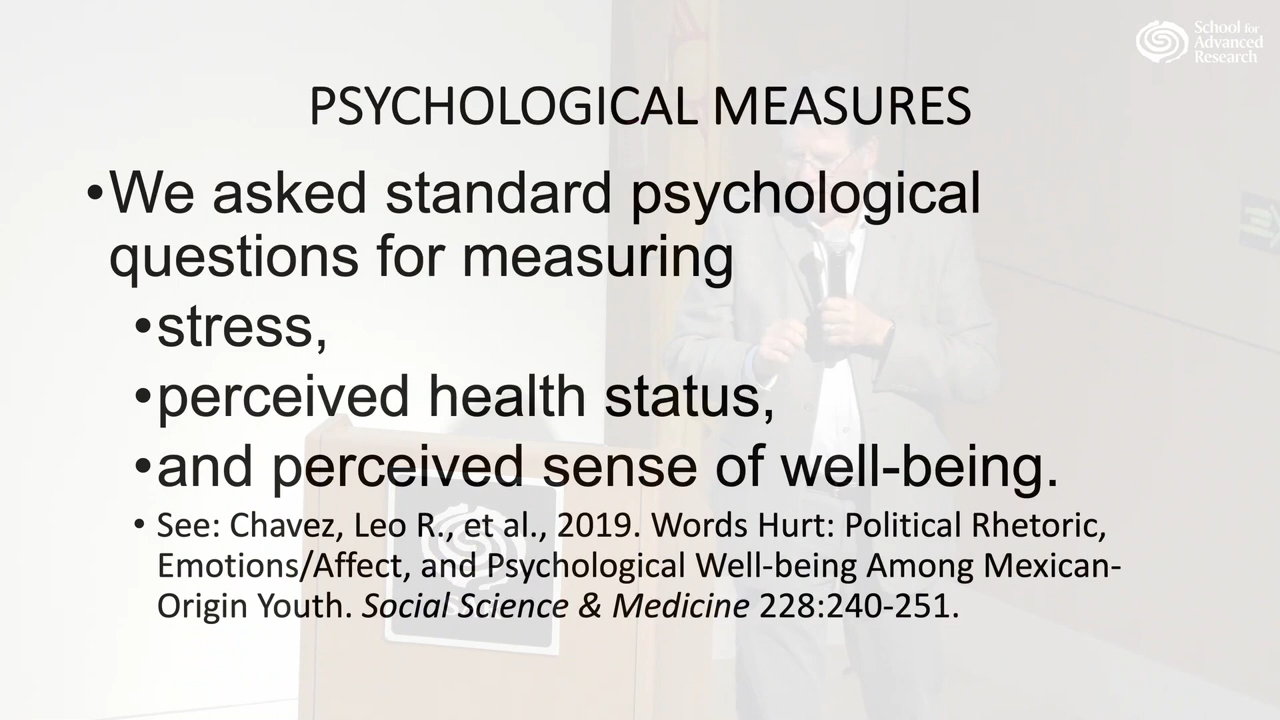 School for
Advanced
Research
PSYCHOLOGICAL MEASURES
•We asked standard psychological
questions for measuring
•stress,
•perceived health status,
•and perceived sense of well-being.
• See: Chavez, Leo R., et al., 2019. Words Hurt: Political Rhetoric,
Emotions/Affect, and Psychological Well-being Among Mexican-
Origin Youth. Social Science & Medicine 228:240-251.